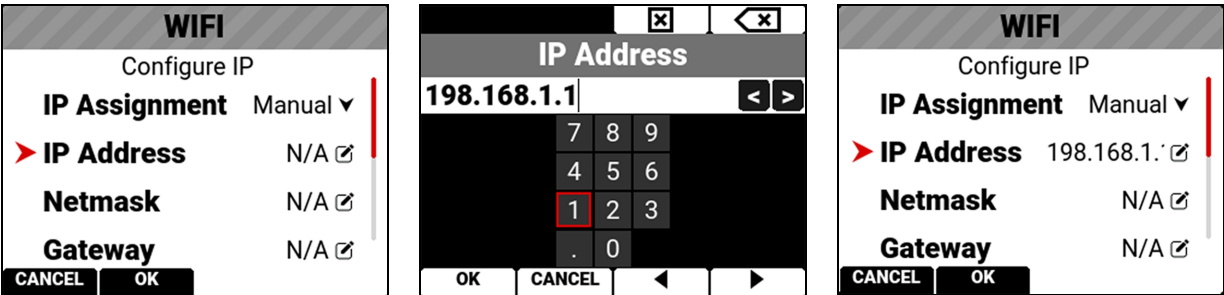 WIFI
Configure IP
IP Assignment Manual
IP Address N/A
Netmask N/A
Gateway N/A
CANCEL OK
IP Address
198.168.1.1
< >
7 8 9
4 5 6
1 2 3
. 0
OK CANCEL
WIFI
Configure IP
IP Assignment Manual
IP Address 198.168.1.
Netmask N/A
Gateway N/A
CANCEL OK